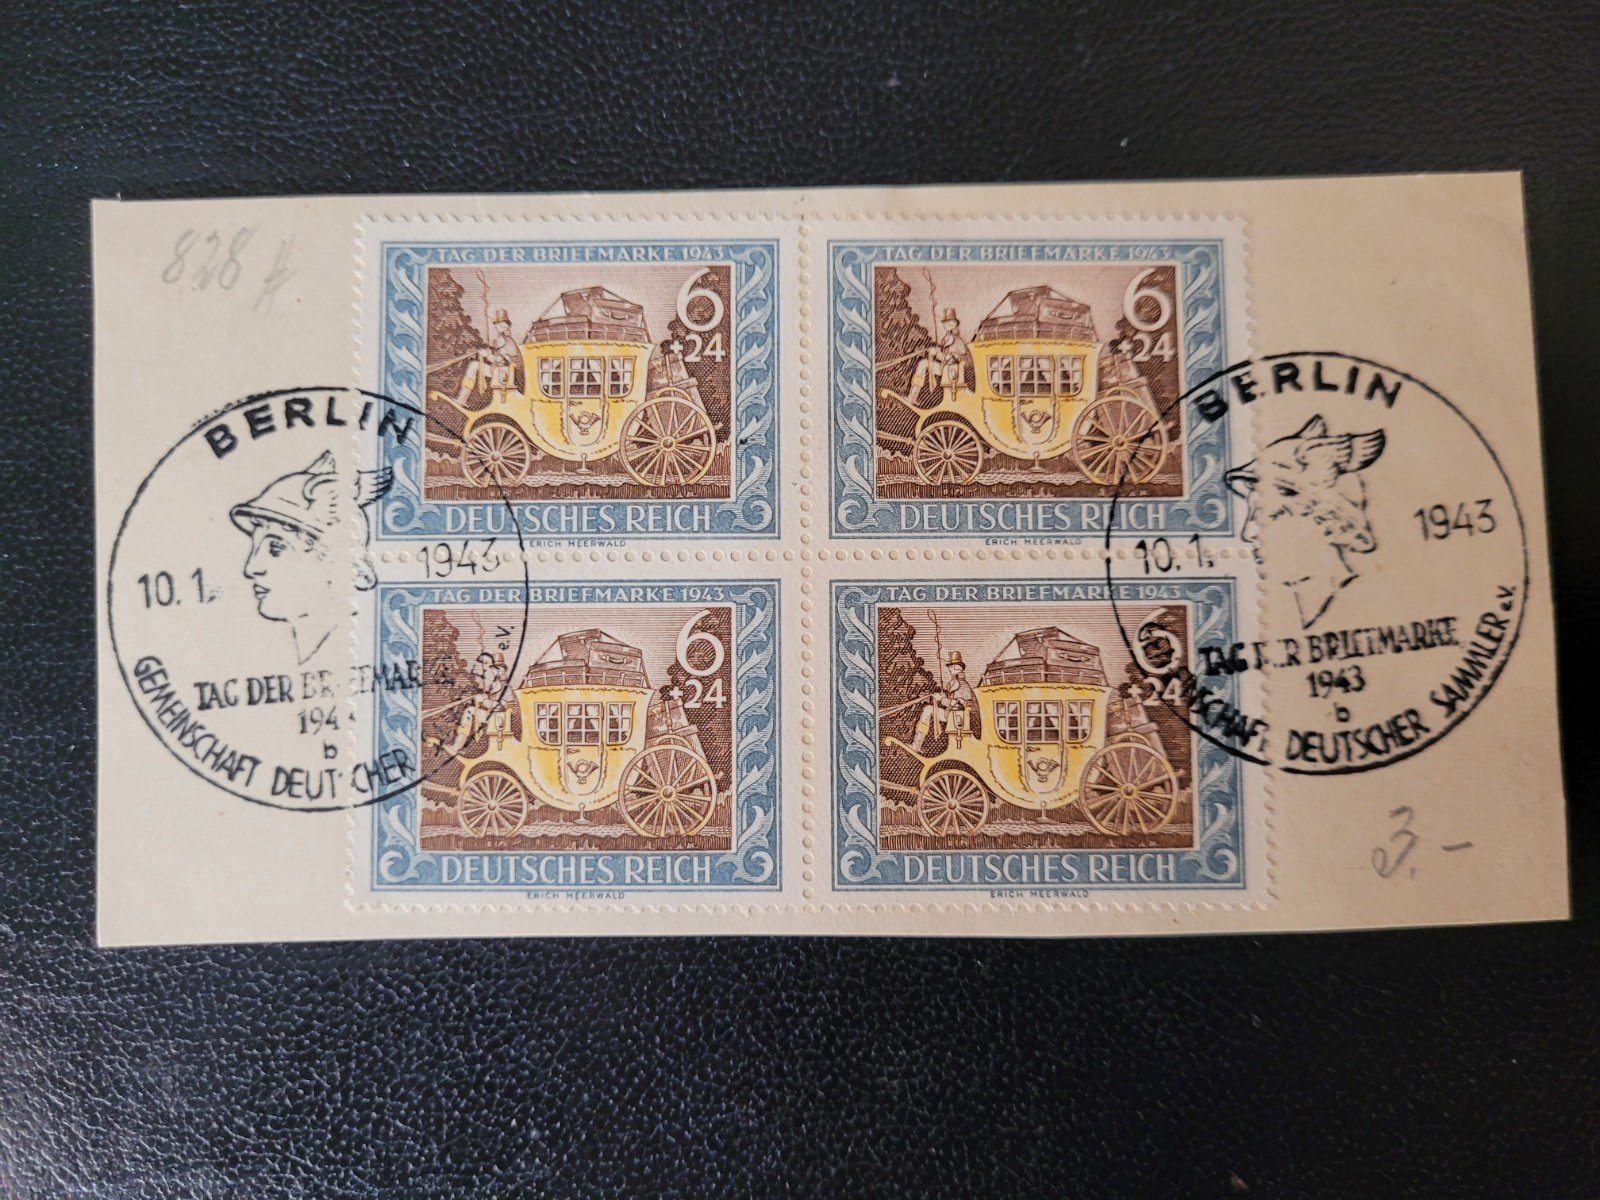 828 A
TAG DER BRIEFMARKE 1943
6
+24
DEUTSCHES REICH
ERICH MEERWALD
TAG DER BRIEFMARKE 1943
6
+24
DEUTSCHES REICH
ERICH MEERWALD
TAG DER BRIEFMARKE 1943
6
+24
DEUTSCHES REICH
ERICH MEERWALD
TAG DER BRIEFMARKE 1943
6
+24
DEUTSCHES REICH
ERICH MEERWALD
BERLIN
10.1. 1943
TAG DER BRIEFMARKE
1943
b
GEMEINSCHAFT DEUTSCHER e.V.
BERLIN
10.1. 1943
TAG DER BRIEFMARKE
1943
b
GEMEINSCHAFT DEUTSCHER SAMMLER e.V.
3.-